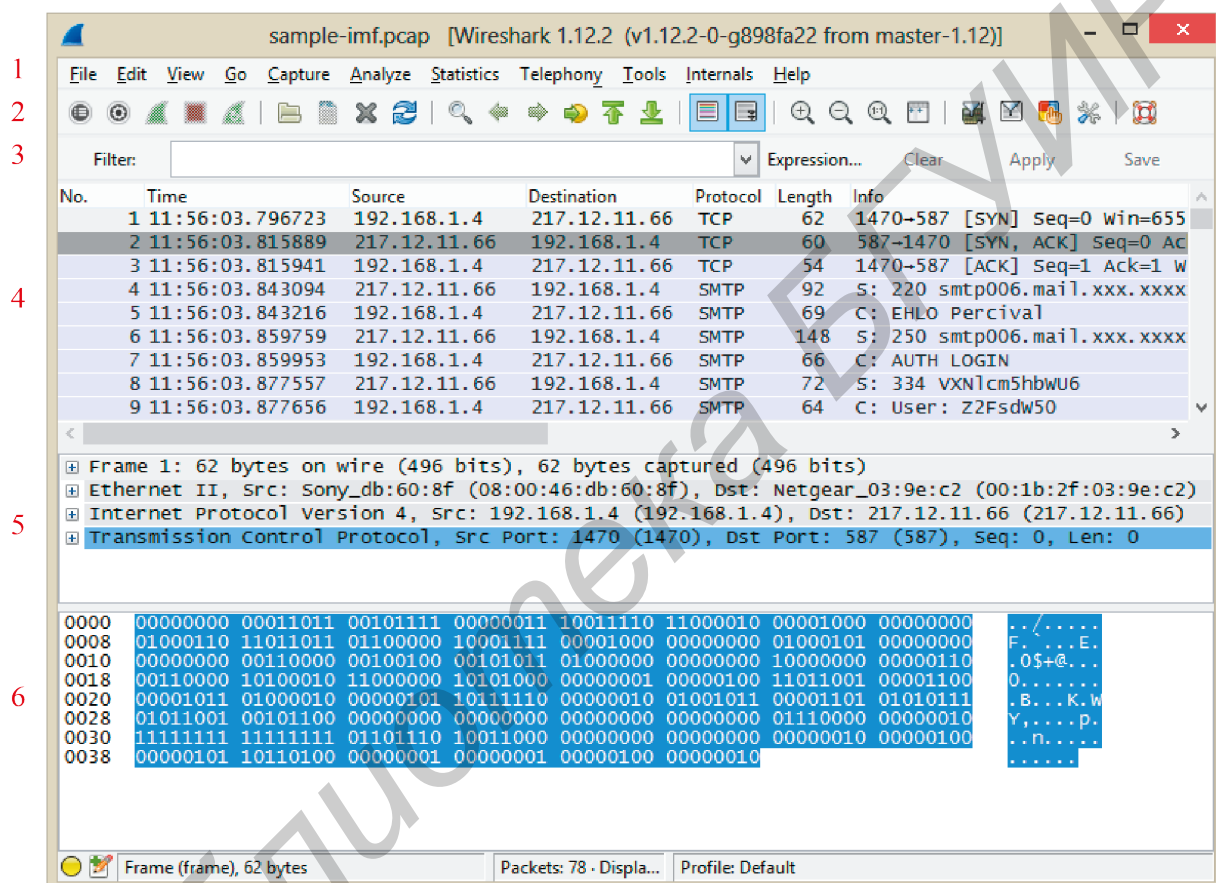 sample-imf.pcap [Wireshark 1.12.2 (v1.12.2-0-g898fa22 from master-1.12)]
1
File Edit View Go Capture Analyze Statistics Telephony Tools Internals Help
2
3
Filter: Expression... Clear Apply Save
No. Time Source Destination Protocol Length Info
1 11:56:03.796723 192.168.1.4 217.12.11.66 TCP 62 1470→587 [SYN] Seq=0 Win=655
2 11:56:03.815889 217.12.11.66 192.168.1.4 TCP 60 587→1470 [SYN, ACK] Seq=0 Ac
3 11:56:03.815941 192.168.1.4 217.12.11.66 TCP 54 1470→587 [ACK] Seq=1 Ack=1 W
4
4 11:56:03.843094 217.12.11.66 192.168.1.4 SMTP 92 S: 220 smtp006.mail.xxx.xxxx
5 11:56:03.843216 192.168.1.4 217.12.11.66 SMTP 69 C: EHLO Percival
6 11:56:03.859759 217.12.11.66 192.168.1.4 SMTP 148 S: 250 smtp006.mail.xxx.xxxx
7 11:56:03.859953 192.168.1.4 217.12.11.66 SMTP 66 C: AUTH LOGIN
8 11:56:03.877557 217.12.11.66 192.168.1.4 SMTP 72 S: 334 VXNlcm5hbWU6
9 11:56:03.877656 192.168.1.4 217.12.11.66 SMTP 64 C: User: Z2FsdW50
Frame 1: 62 bytes on wire (496 bits), 62 bytes captured (496 bits)
Ethernet II, Src: Sony_db:60:8f (08:00:46:db:60:8f), Dst: Netgear_03:9e:c2 (00:1b:2f:03:9e:c2)
5
Internet Protocol Version 4, Src: 192.168.1.4 (192.168.1.4), Dst: 217.12.11.66 (217.12.11.66)
Transmission Control Protocol, Src Port: 1470 (1470), Dst Port: 587 (587), Seq: 0, Len: 0
0000 00000000 00011011 00101111 00000011 10011110 11000010 00001000 00000000 ../.....
0008 01000110 11011011 01100000 10001111 00001000 00000000 01000101 00000000 F.`...E.
0010 00000000 00110000 00100100 00101011 01000000 00000000 10000000 00000110 .0$+@...
0018 00110000 10100010 11000000 10101000 00000001 00000100 11011001 00001100 0.......
6
0020 00001011 01000010 00000101 10111110 00000010 01001011 00001101 01010111 .B...K.W
0028 01011001 00101100 00000000 00000000 00000000 00000000 01110000 00000010 Y,....p.
0030 11111111 11111111 01101110 10011000 00000000 00000000 00000010 00000100 ..n.....
0038 00000101 10110100 00000001 00000001 00000100 00000010 ......
Frame (frame), 62 bytes Packets: 78 · Displa... Profile: Default
БГУИР